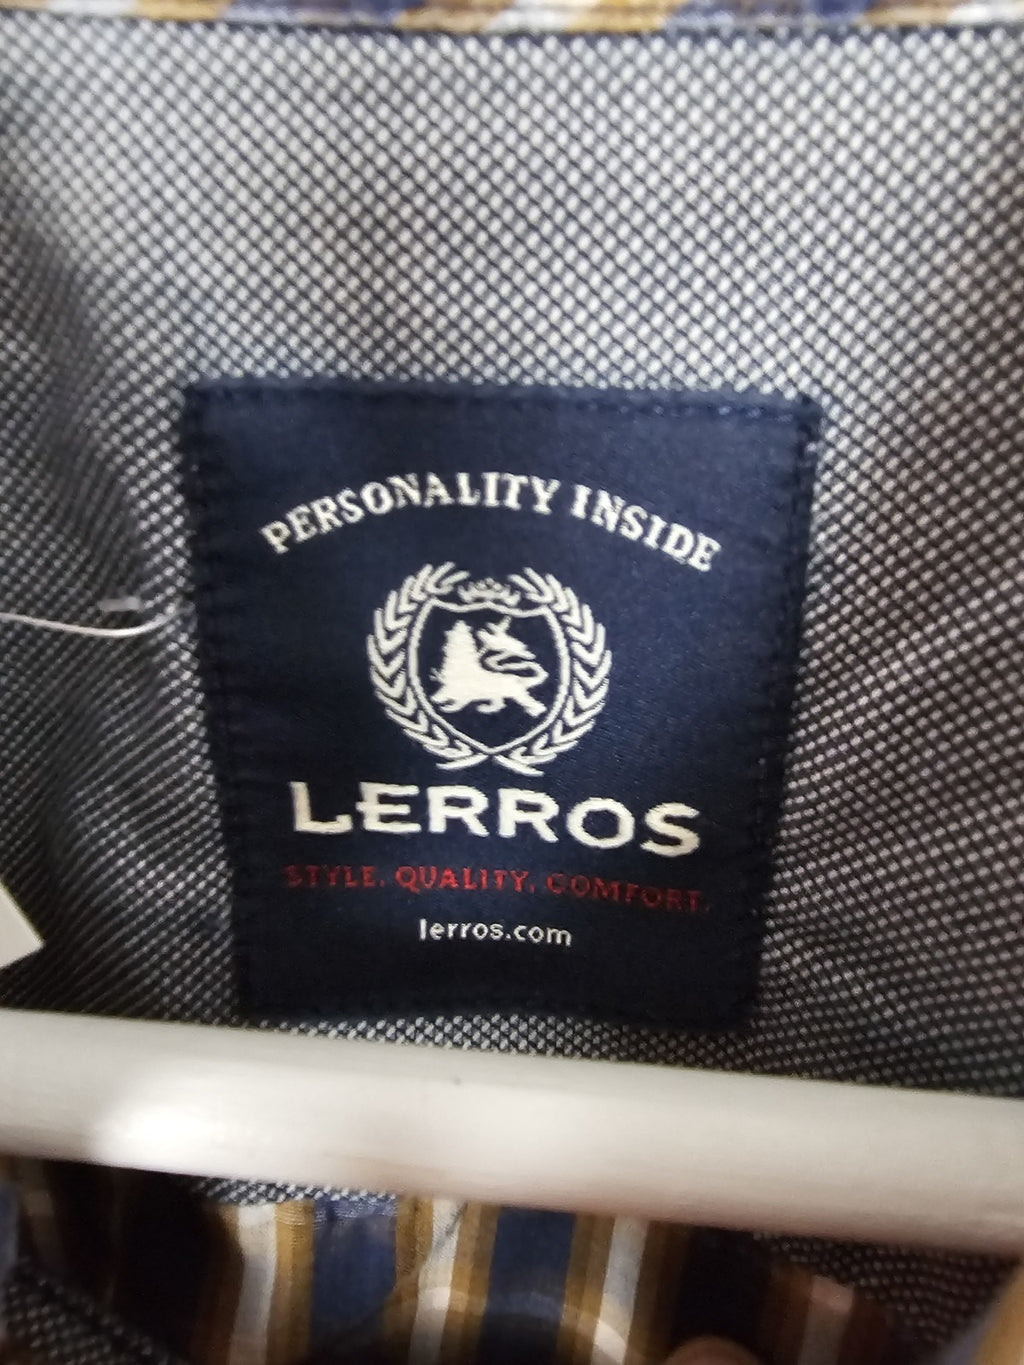 PERSONALITY INSIDE
LERROS
STYLE. QUALITY. COMFORT.
lerros.com